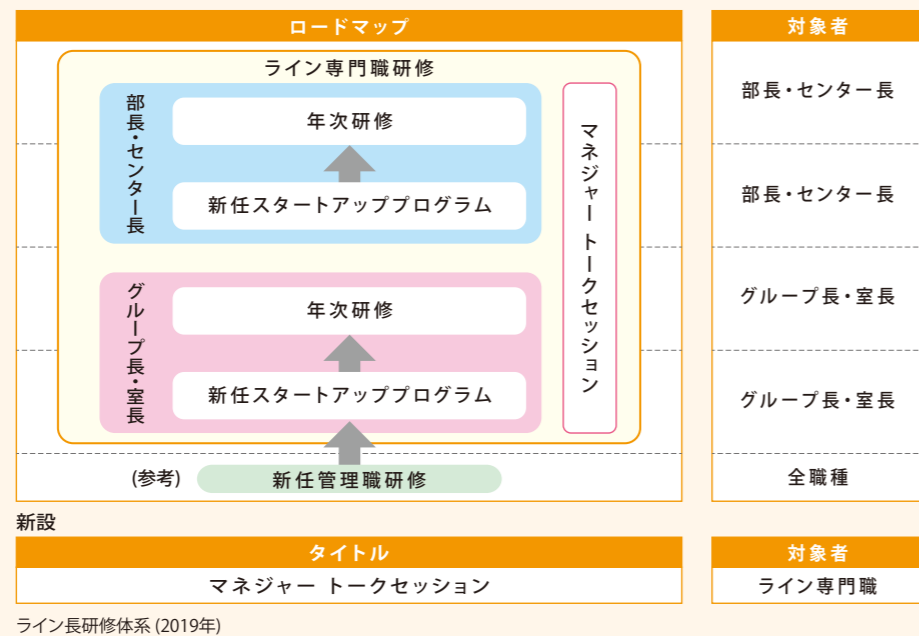 ロードマップ
対象者
ライン専門職研修
部長・センター長
年次研修
新任スタートアッププログラム
グループ長・室長
年次研修
新任スタートアッププログラム
マネジャー トークセッション
(参考)
新任管理職研修
部長・センター長
部長・センター長
グループ長・室長
グループ長・室長
全職種
新設
タイトル
対象者
マネジャー トークセッション
ライン専門職
ライン長研修体系 (2019年)